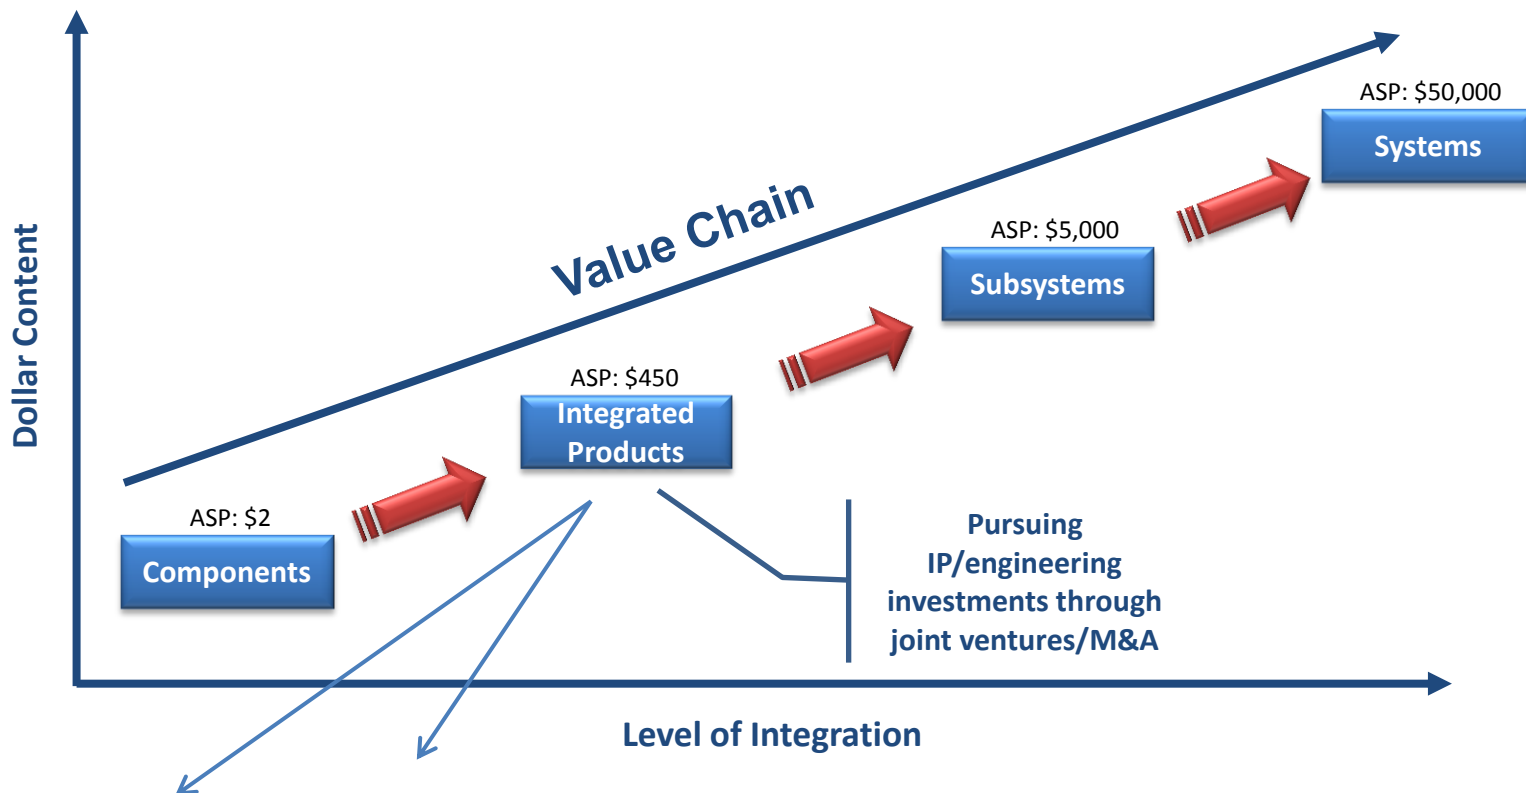 ASP: $50,000
Systems
Value Chain
ASP: $5,000
Subsystems
Dollar Content
ASP: $450
Integrated
Products
ASP: $2
Components
Pursuing
IP/engineering
investments through
joint ventures/M&A
Level of Integration